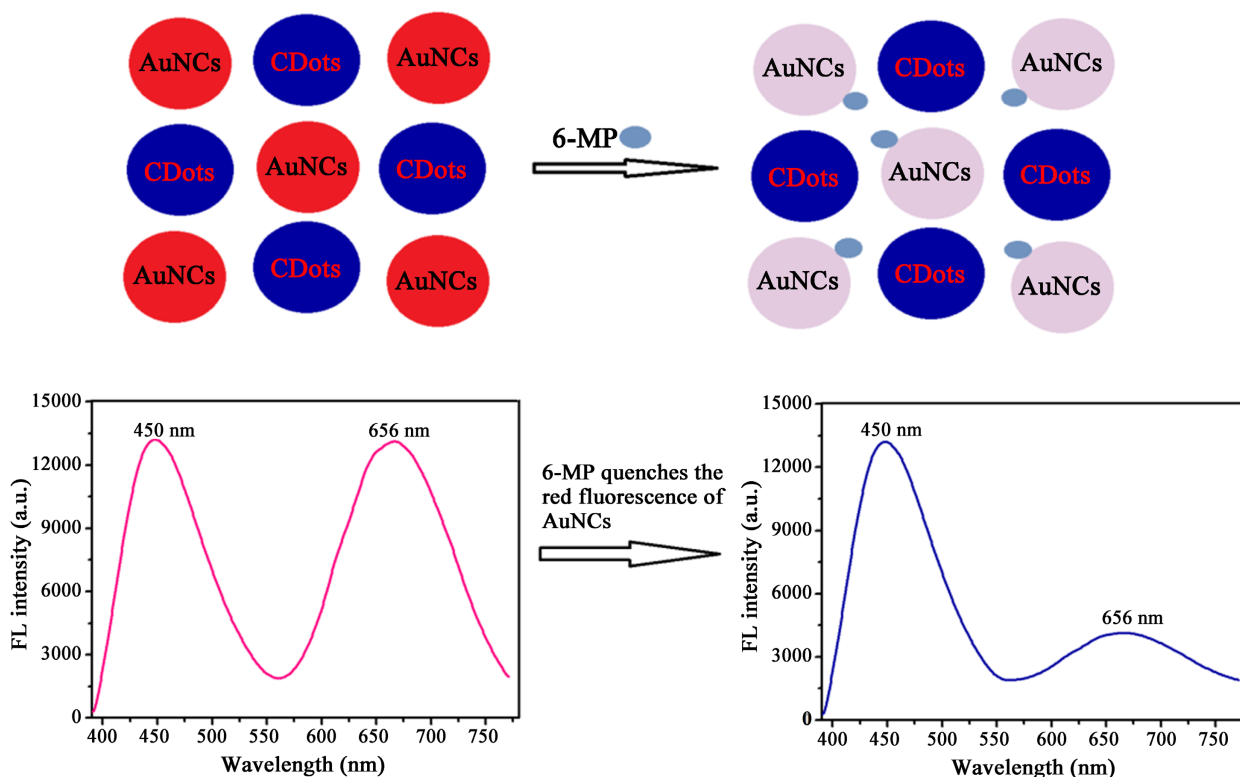 AuNCs CDots AuNCs
CDots AuNCs CDots
AuNCs CDots AuNCs
6-MP
AuNCs CDots AuNCs
CDots AuNCs CDots
AuNCs CDots AuNCs
15000
12000
9000
6000
3000
0
FL intensity (a.u.)
450 nm
656 nm
400 450 500 550 600 650 700 750
Wavelength (nm)
6-MP quenches the
red fluorescence of
AuNCs
15000
12000
9000
6000
3000
0
FL intensity (a.u.)
450 nm
656 nm
400 450 500 550 600 650 700 750
Wavelength (nm)